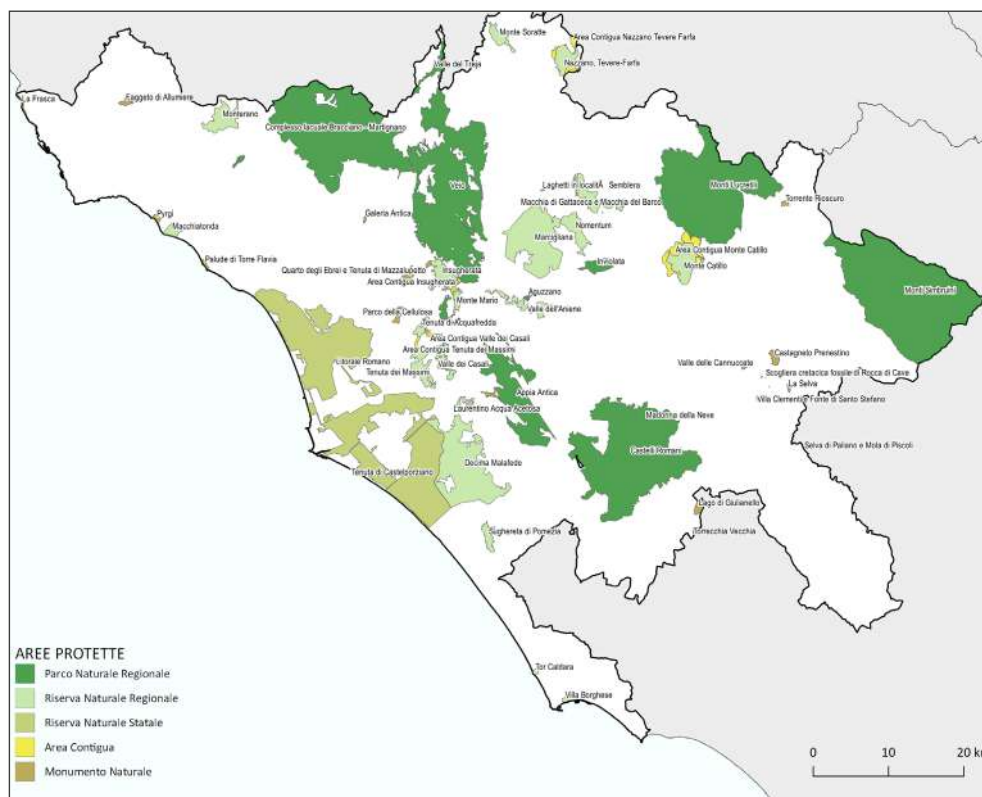 Monte Soratte
Area Contigua Nazzano Tevere Farfa
Valle del Treja
Nazzano, Tevere-Farfa
La Frasca
Faggeto di Allumiere
Monterano
Complesso lacuale Bracciano - Martignano
Veio
Laghetti in località Semblera
Monti Lucretili
Macchia di Gattaceca e Macchia del Barco
Torrente Rioscuro
Pyrgi
Galeria Antica
Macchiatonda
Nomentum
Marcigliana
Area Contigua Monte Catillo
Palude di Torre Flavia
Inviolata
Monte Catillo
Quarto degli Ebrei e Tenuta di Mazzalupetto
Insugherata
Area Contigua Insugherata
Monti Simbruini
Aguzzano
Monte Mario
Valle dell'Aniene
Parco della Cellulosa
Tenuta di Acquafredda
Area Contigua Valle dei Casali
Area Contigua Tenuta dei Massimi
Castagneto Prenestino
Litorale Romano
Valle dei Casali
Valle delle Cannuccete
Tenuta dei Massimi
Scogliera cretacica fossile di Rocca di Cave
La Selva
Appia Antica
Villa Clementi e Fonte di Santo Stefano
Laurentino Acqua Acetosa
Madonna della Neve
Selva di Paliano e Mola di Piscoli
Castelli Romani
Decima Malafede
Tenuta di Castelporziano
Lago di Giulianello
Sughereta di Pomezia
Torrecchia Vecchia
Tor Caldara
Villa Borghese
AREE PROTETTE
Parco Naturale Regionale
Riserva Naturale Regionale
Riserva Naturale Statale
Area Contigua
Monumento Naturale
0 10 20 km